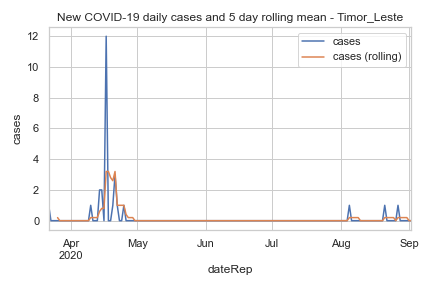 New COVID-19 daily cases and 5 day rolling mean - Timor_Leste
cases
cases (rolling)
cases
12
10
8
6
4
2
0
Apr May Jun Jul Aug Sep
2020
dateRep